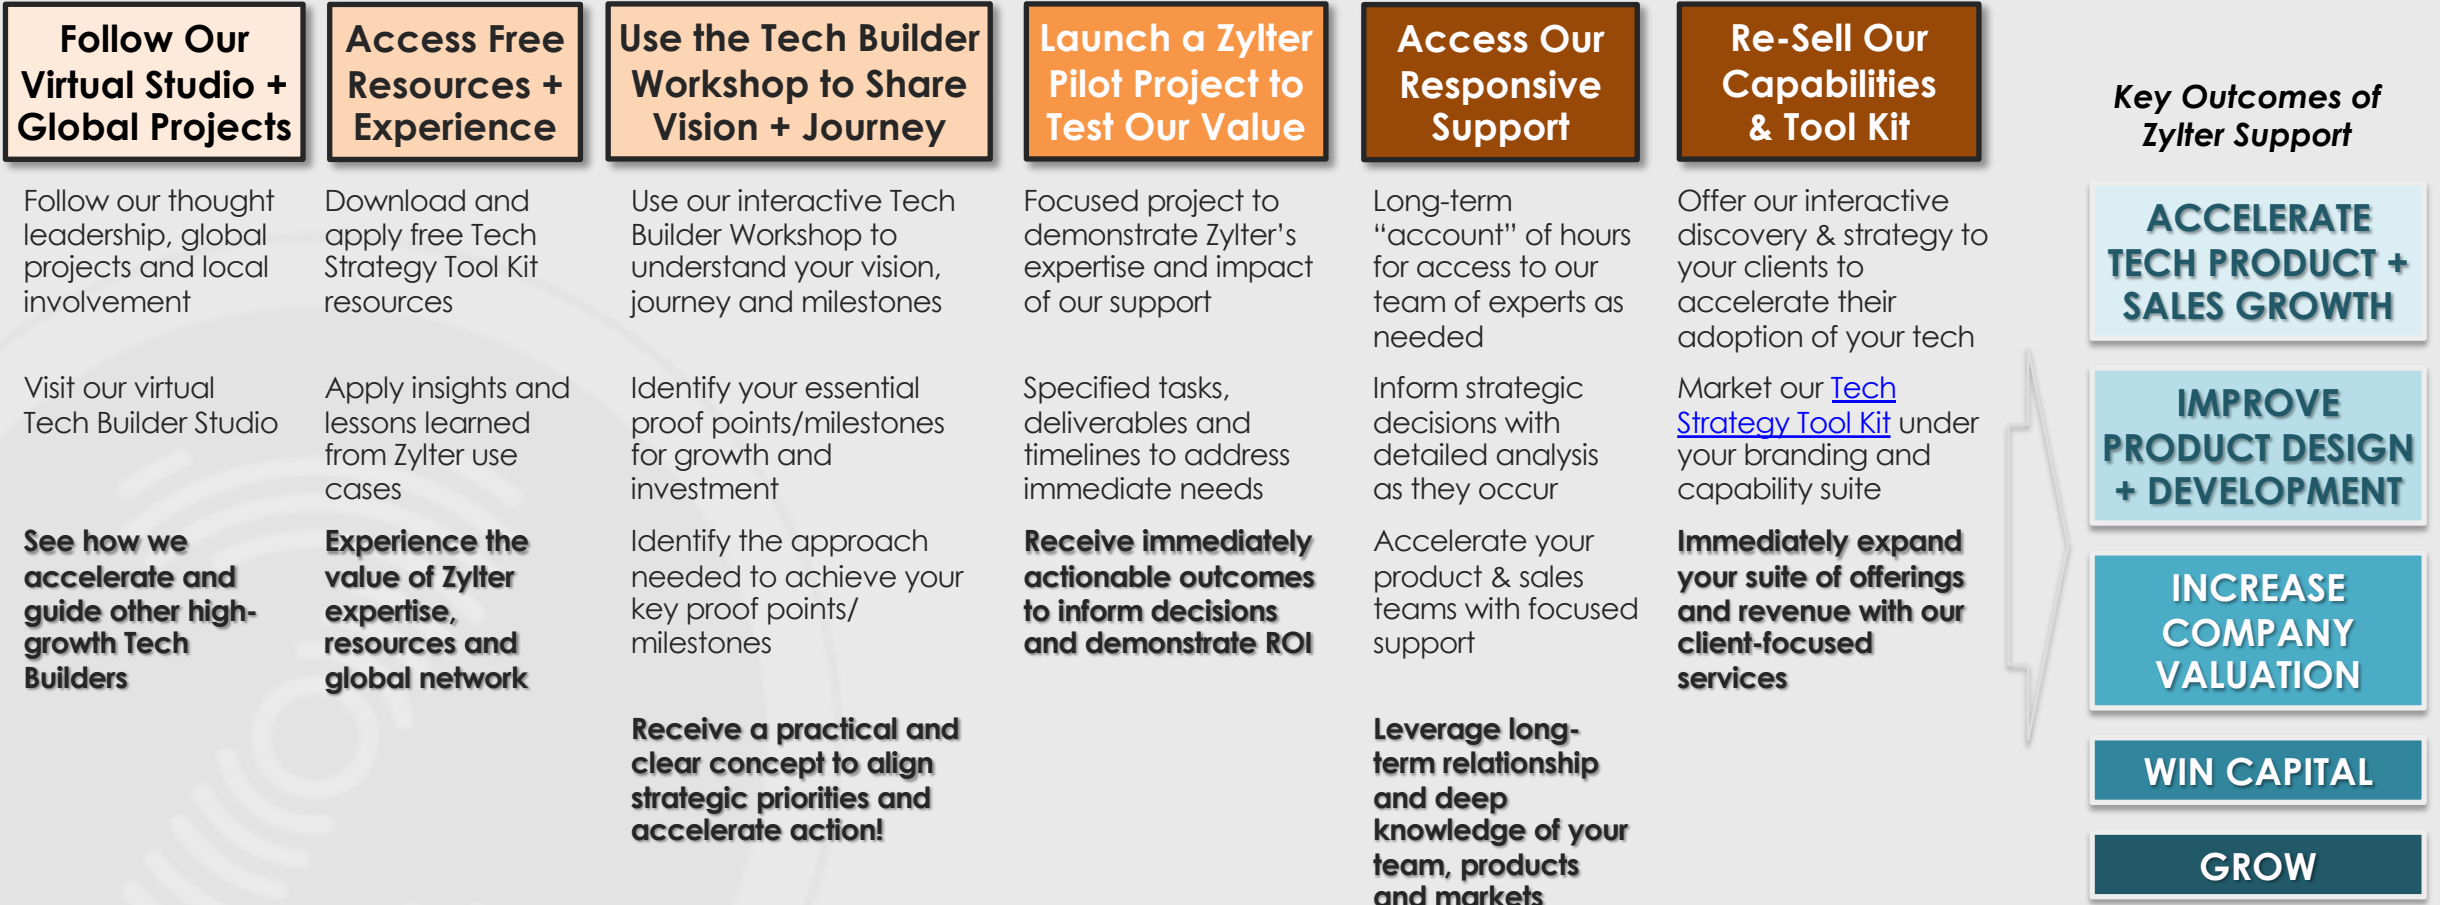 Follow Our
Virtual Studio +
Global Projects
Follow our thought
leadership, global
projects and local
involvement
Visit our virtual
Tech Builder Studio
See how we
accelerate and
guide other high-
growth Tech
Builders
Access Free
Resources +
Experience
Download and
apply free Tech
Strategy Tool Kit
resources
Apply insights and
lessons learned
from Zylter use
cases
Experience the
value of Zylter
expertise,
resources and
global network
Use the Tech Builder
Workshop to Share
Vision + Journey
Use our interactive Tech
Builder Workshop to
understand your vision,
journey and milestones
Identify your essential
proof points/milestones
for growth and
investment
Identify the approach
needed to achieve your
key proof points/
milestones
Receive a practical and
clear concept to align
strategic priorities and
accelerate action!
Launch a Zylter
Pilot Project to
Test Our Value
Focused project to
demonstrate Zylter’s
expertise and impact
of our support
Specified tasks,
deliverables and
timelines to address
immediate needs
Receive immediately
actionable outcomes
to inform decisions
and demonstrate ROI
Access Our
Responsive
Support
Long-term
“account” of hours
for access to our
team of experts as
needed
Inform strategic
decisions with
detailed analysis
as they occur
Accelerate your
product & sales
teams with focused
support
Leverage long-
term relationship
and deep
knowledge of your
team, products
and markets
Re-Sell Our
Capabilities
& Tool Kit
Offer our interactive
discovery & strategy to
your clients to
accelerate their
adoption of your tech
Market our Tech
Strategy Tool Kit under
your branding and
capability suite
Immediately expand
your suite of offerings
and revenue with our
client-focused
services
Key Outcomes of
Zylter Support
ACCELERATE
TECH PRODUCT +
SALES GROWTH
IMPROVE
PRODUCT DESIGN
+ DEVELOPMENT
INCREASE
COMPANY
VALUATION
WIN CAPITAL
GROW